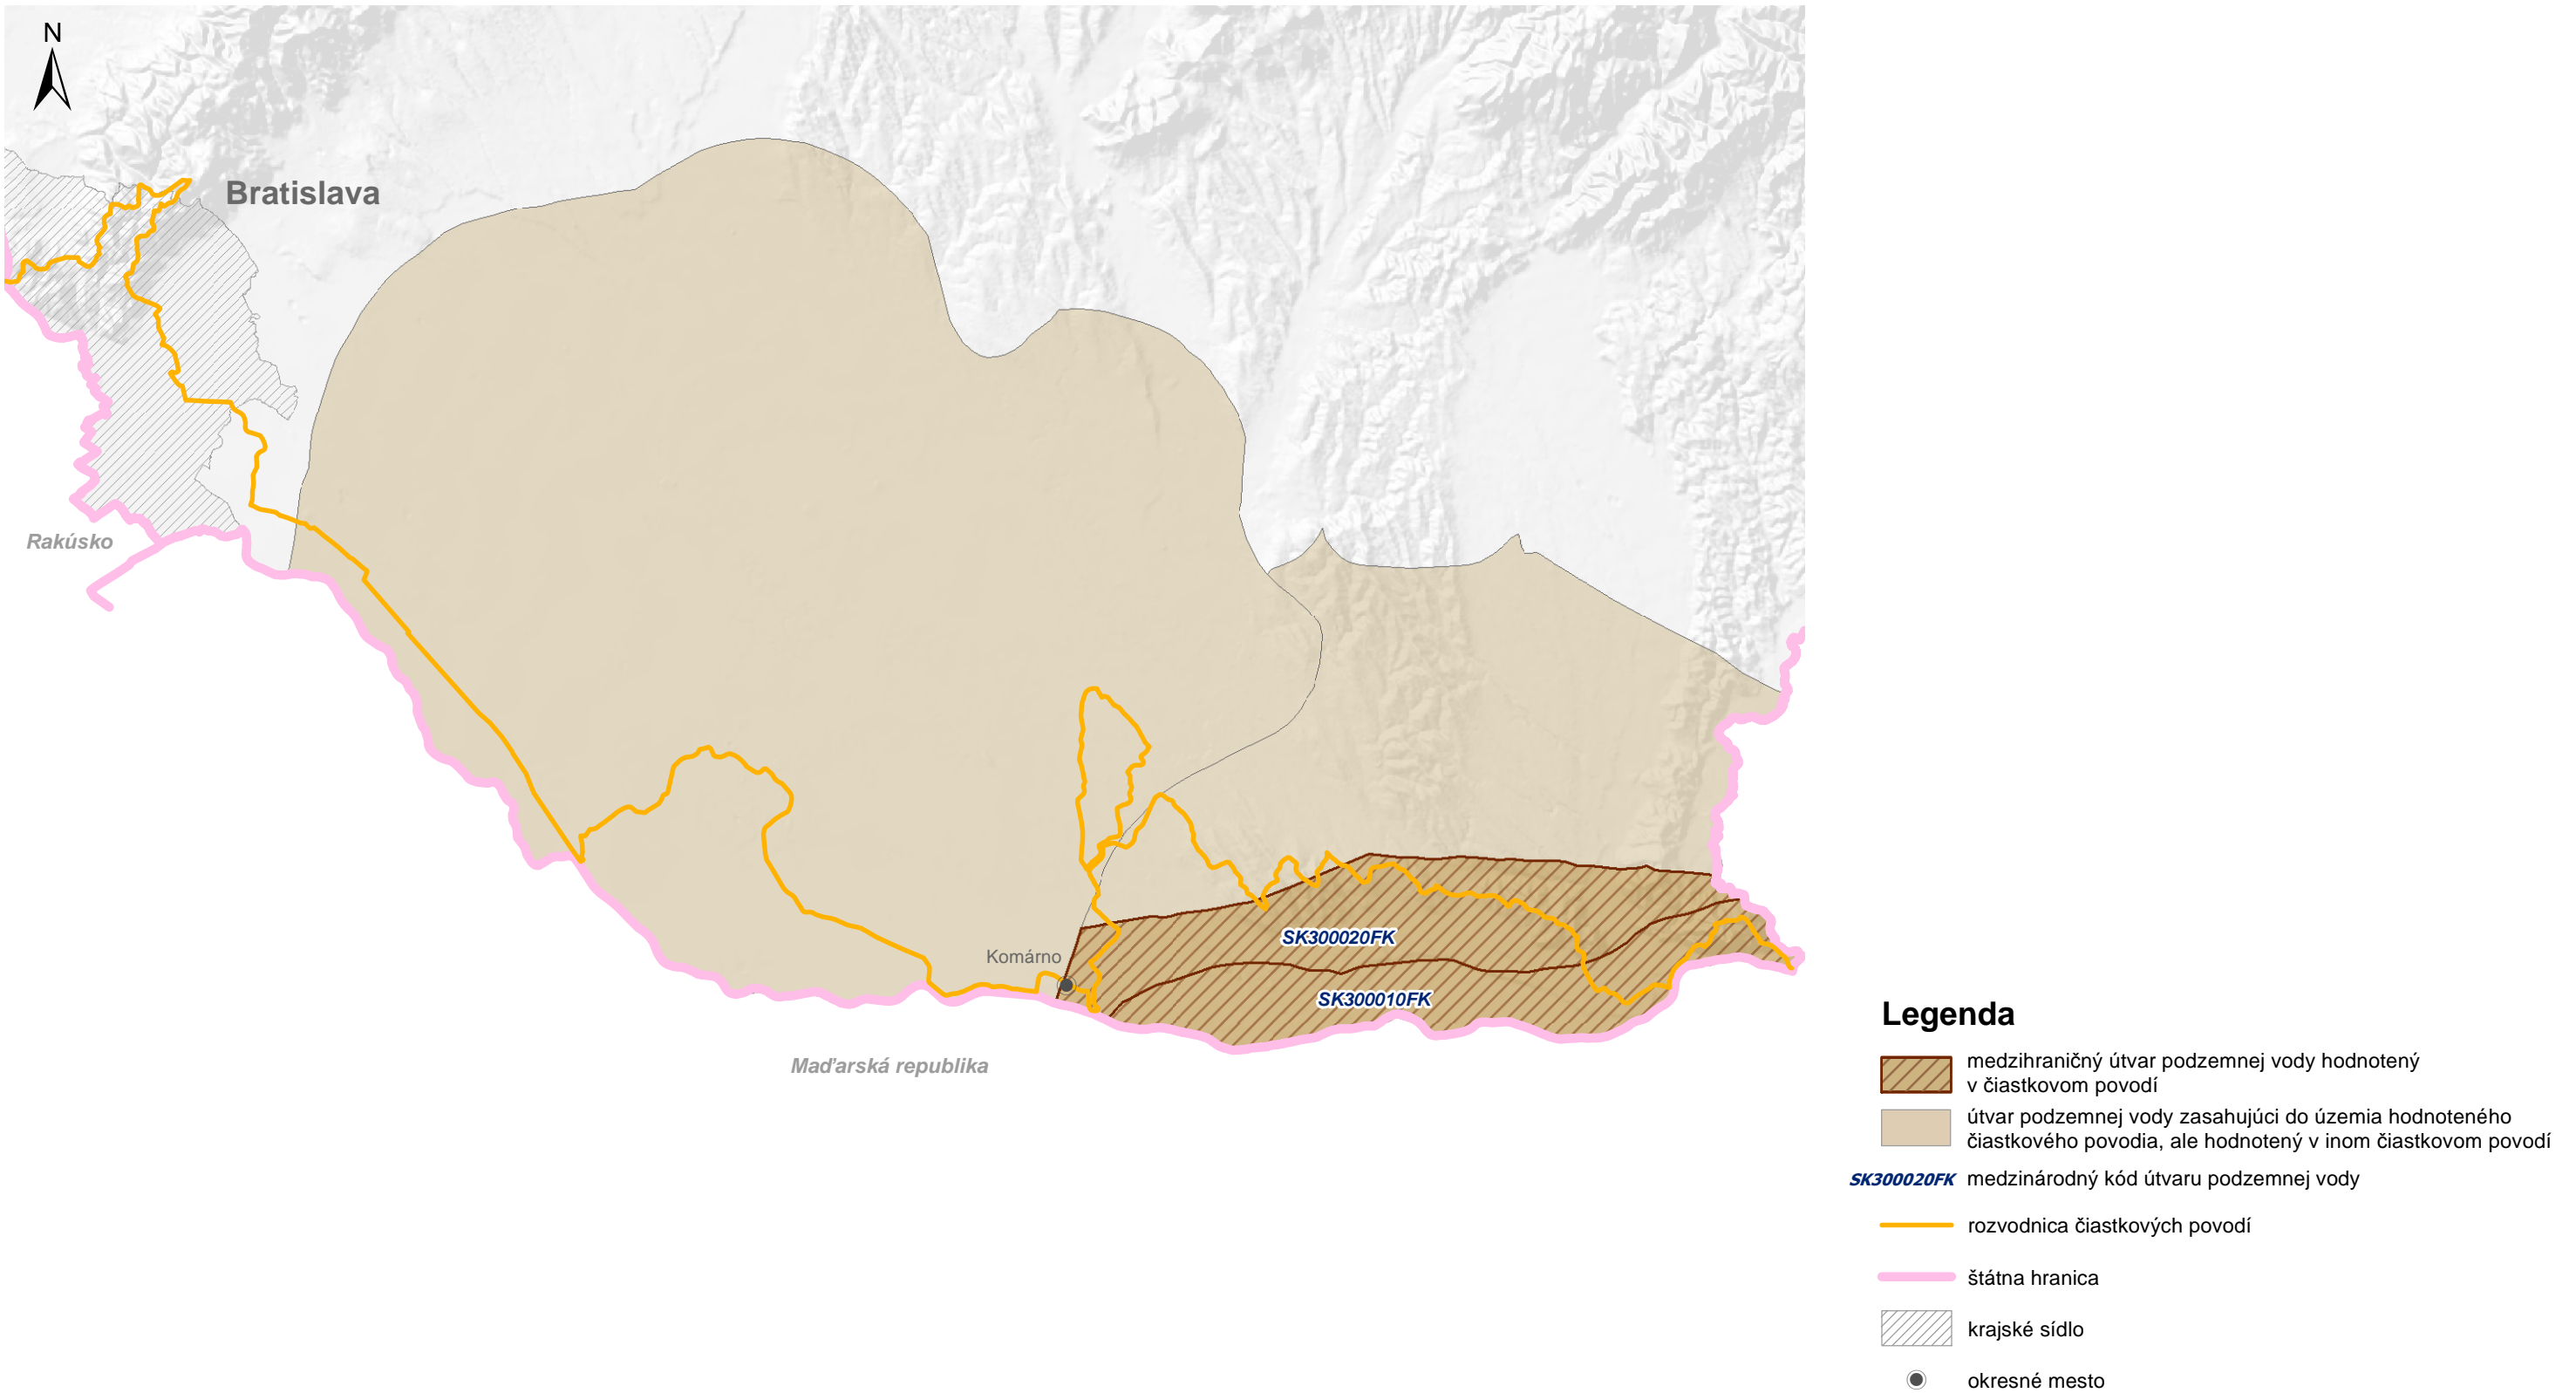 N
Bratislava
Rakúsko
Komárno
SK300020FK
SK300010FK
Maďarská republika
Legenda
medzihraničný útvar podzemnej vody hodnotený
v čiastkovom povodí
útvar podzemnej vody zasahujúci do územia hodnoteného
čiastkového povodia, ale hodnotený v inom čiastkovom povodí
SK300020FK medzinárodný kód útvaru podzemnej vody
rozvodnica čiastkových povodí
štátna hranica
krajské sídlo
okresné mesto